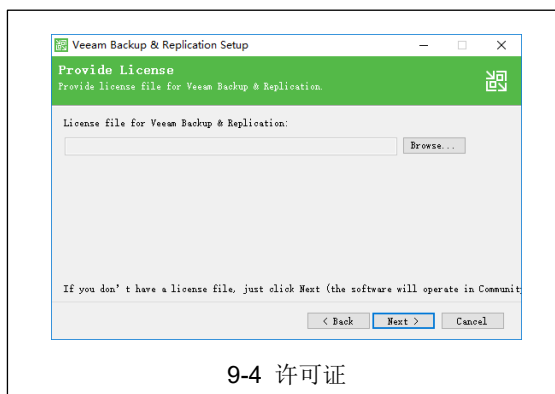 Veeam Backup & Replication Setup
Provide License
Provide license file for Veeam Backup & Replication.
License file for Veeam Backup & Replication:
Browse...
If you don't have a license file, just click Next (the software will operate in Communit
< Back Next > Cancel
9-4 许可证